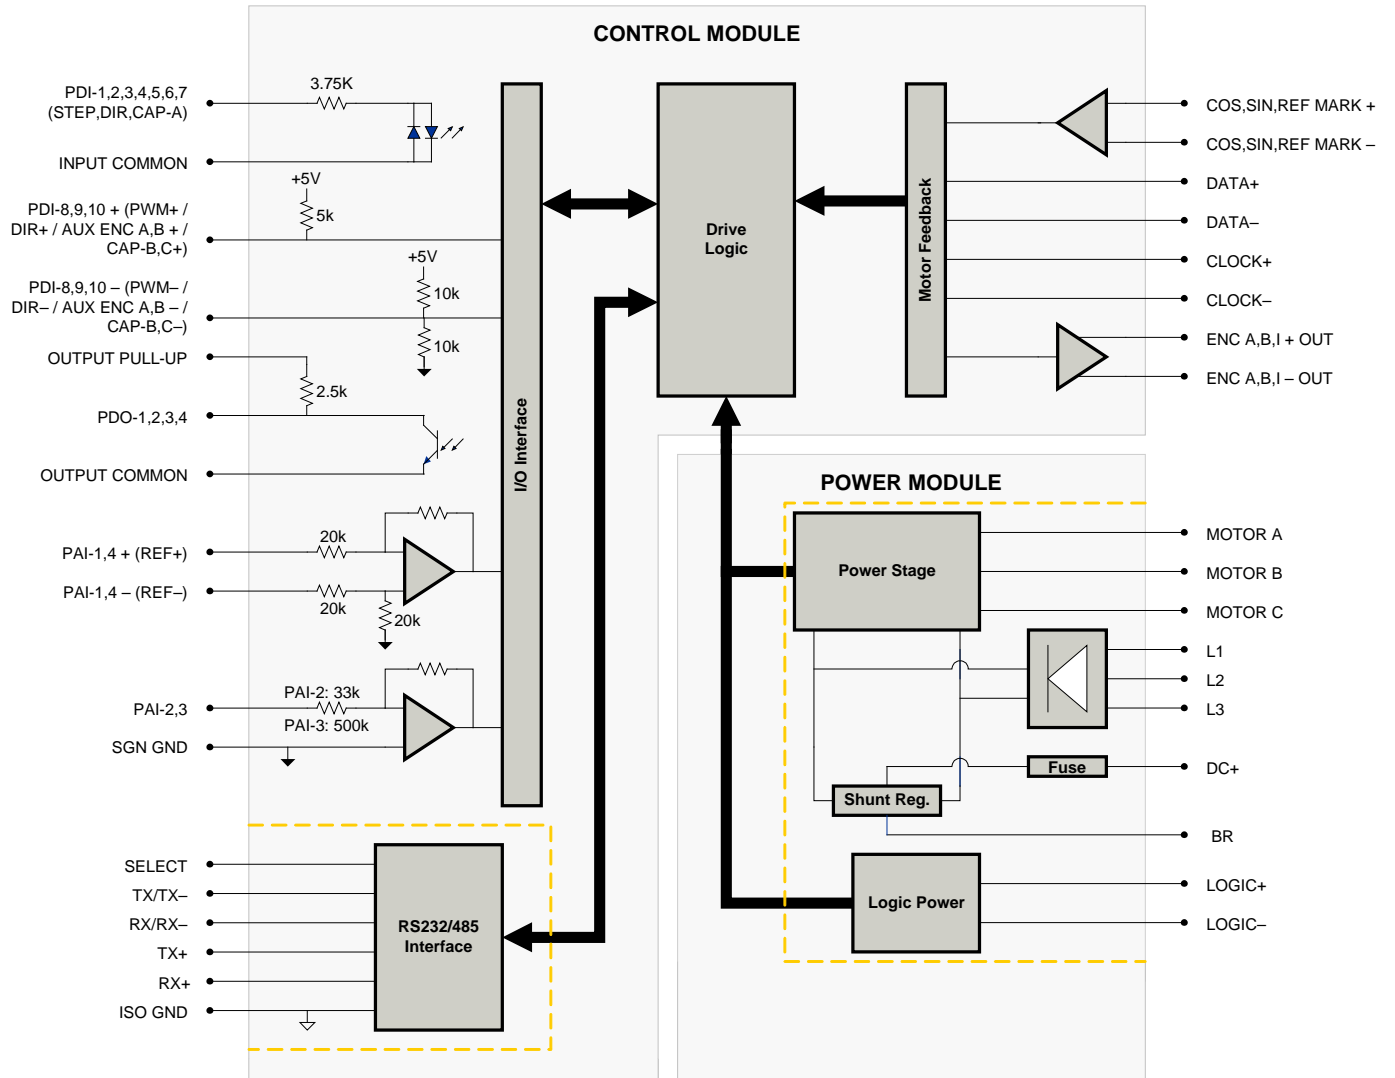 CONTROL MODULE
PDI-1,2,3,4,5,6,7
(STEP,DIR,CAP-A)
3.75K
INPUT COMMON
+5V
5k
PDI-8,9,10 + (PWM+ /
DIR+ / AUX ENC A,B + /
CAP-B,C+)
+5V
10k
PDI-8,9,10 – (PWM– /
DIR– / AUX ENC A,B – /
CAP-B,C–)
10k
OUTPUT PULL-UP
2.5k
PDO-1,2,3,4
OUTPUT COMMON
20k
PAI-1,4 + (REF+)
PAI-1,4 – (REF–)
20k
20k
PAI-2: 33k
PAI-2,3
PAI-3: 500k
SGN GND
I/O Interface
Drive
Logic
Motor Feedback
COS,SIN,REF MARK +
COS,SIN,REF MARK –
DATA+
DATA–
CLOCK+
CLOCK–
ENC A,B,I + OUT
ENC A,B,I – OUT
SELECT
TX/TX–
RX/RX–
TX+
RX+
ISO GND
RS232/485
Interface
POWER MODULE
Power Stage
MOTOR A
MOTOR B
MOTOR C
L1
L2
L3
Fuse
DC+
Shunt Reg.
BR
Logic Power
LOGIC+
LOGIC–